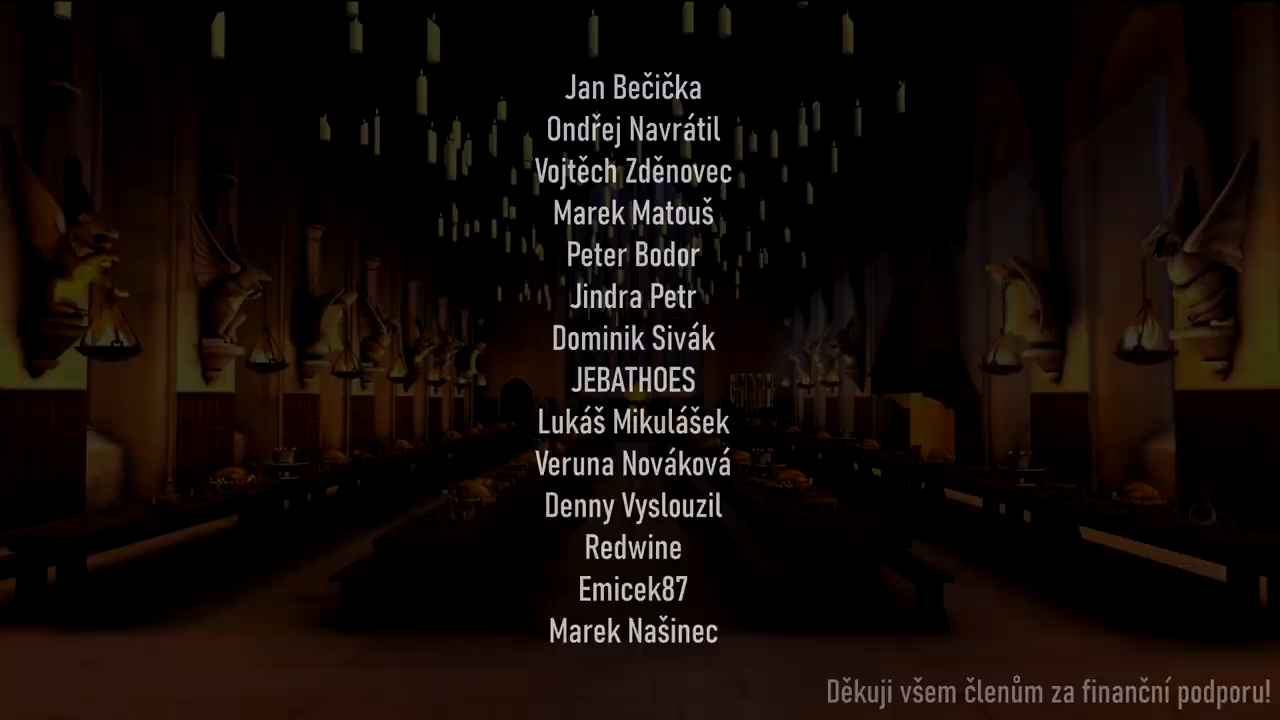 Jan Bečička
Ondřej Navrátil
Vojtěch Zděnovec
Marek Matouš
Peter Bodor
Jindra Petr
Dominik Sivák
JEBATHOES
Lukáš Mikulášek
Veruna Nováková
Denny Vyslouzil
Redwine
Emicek87
Marek Našinec
Děkuji všem členům za finanční podporu!